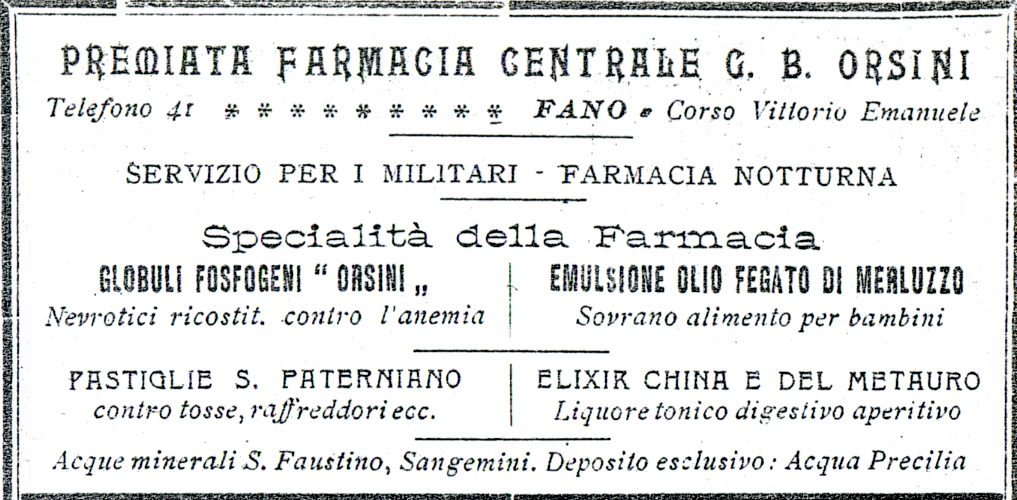 PREMIATA FARMACIA CENTRALE G. B. ORSINI
Telefono 41 * * * * * * * * * FANO - Corso Vittorio Emanuele
SERVIZIO PER I MILITARI - FARMACIA NOTTURNA
Specialità della Farmacia
GLOBULI FOSFOGENI “ ORSINI „
Nevrotici ricostit. contro l'anemia
EMULSIONE OLIO FEGATO DI MERLUZZO
Sovrano alimento per bambini
PASTIGLIE S. PATERNIANO
contro tosse, raffreddori ecc.
ELIXIR CHINA E DEL METAURO
Liquore tonico digestivo aperitivo
Acque minerali S. Faustino, Sangemini. Deposito esclusivo: Acqua Precilia